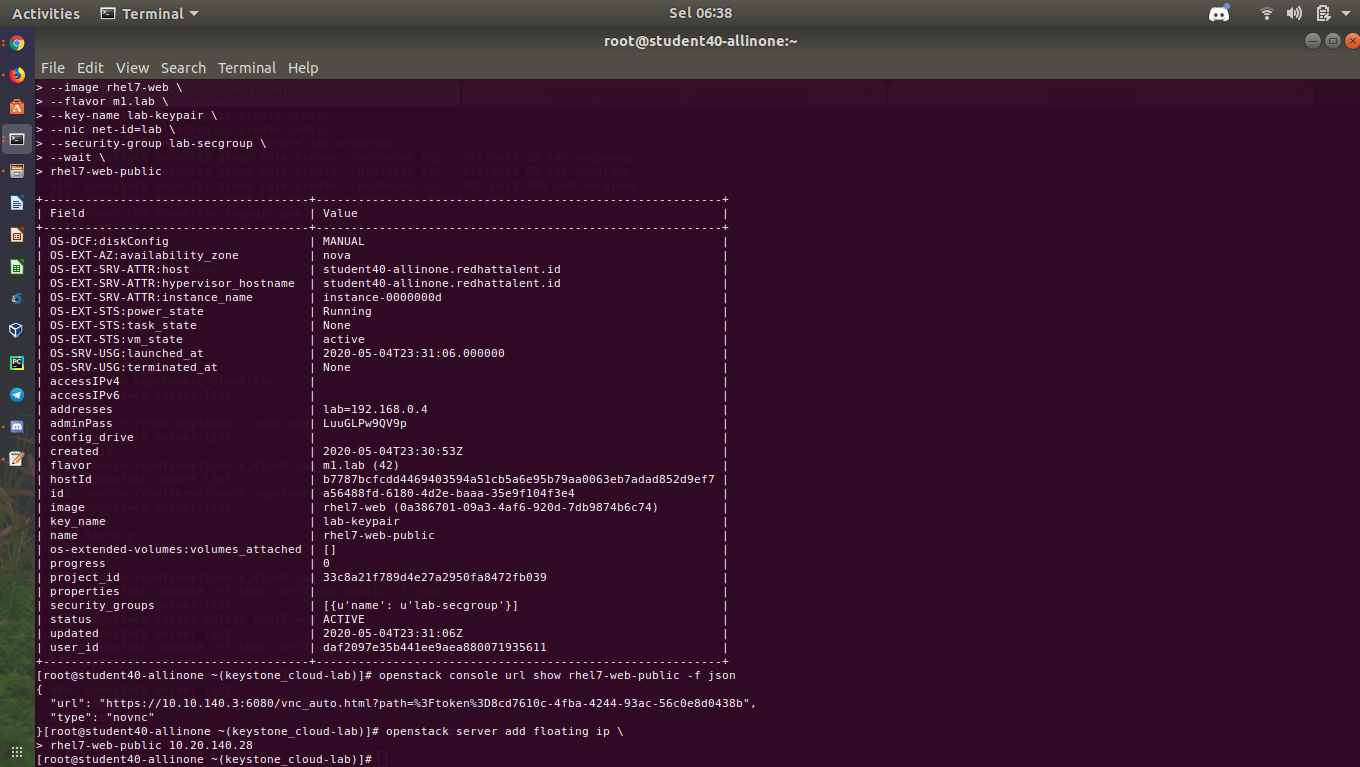 Activities Terminal Sel 06:38
root@student40-allinone:~
File Edit View Search Terminal Help
> --image rhel7-web \
> --flavor m1.lab \
> --key-name lab-keypair \
> --nic net-id=lab \
> --security-group lab-secgroup \
> --wait \
> rhel7-web-public
+--------------------------------------+----------------------------------------------------------+
| Field | Value |
+--------------------------------------+----------------------------------------------------------+
| OS-DCF:diskConfig | MANUAL |
| OS-EXT-AZ:availability_zone | nova |
| OS-EXT-SRV-ATTR:host | student40-allinone.redhattalent.id |
| OS-EXT-SRV-ATTR:hypervisor_hostname | student40-allinone.redhattalent.id |
| OS-EXT-SRV-ATTR:instance_name | instance-0000000d |
| OS-EXT-STS:power_state | Running |
| OS-EXT-STS:task_state | None |
| OS-EXT-STS:vm_state | active |
| OS-SRV-USG:launched_at | 2020-05-04T23:31:06.000000 |
| OS-SRV-USG:terminated_at | None |
| accessIPv4 | |
| accessIPv6 | |
| addresses | lab=192.168.0.4 |
| adminPass | LuuGLPw9QV9p |
| config_drive | |
| created | 2020-05-04T23:30:53Z |
| flavor | m1.lab (42) |
| hostId | b7787bcfcdd4469403594a51cb5a6e95b79aa0063eb7adad852d9ef7 |
| id | a56488fd-6180-4d2e-baaa-35e9f104f3e4 |
| image | rhel7-web (0a386701-09a3-4af6-920d-7db9874b6c74) |
| key_name | lab-keypair |
| name | rhel7-web-public |
| os-extended-volumes:volumes_attached | [] |
| progress | 0 |
| project_id | 33c8a21f789d4e27a2950fa8472fb039 |
| properties | |
| security_groups | [{u'name': u'lab-secgroup'}] |
| status | ACTIVE |
| updated | 2020-05-04T23:31:06Z |
| user_id | daf2097e35b441ee9aea880071935611 |
+--------------------------------------+----------------------------------------------------------+
[root@student40-allinone ~(keystone_cloud-lab)]# openstack console url show rhel7-web-public -f json
{
"url": "https://10.10.140.3:6080/vnc_auto.html?path=%3Ftoken%3D8cd7610c-4fba-4244-93ac-56c0e8d0438b",
"type": "novnc"
}[root@student40-allinone ~(keystone_cloud-lab)]# openstack server add floating ip \
> rhel7-web-public 10.20.140.28
[root@student40-allinone ~(keystone_cloud-lab)]#